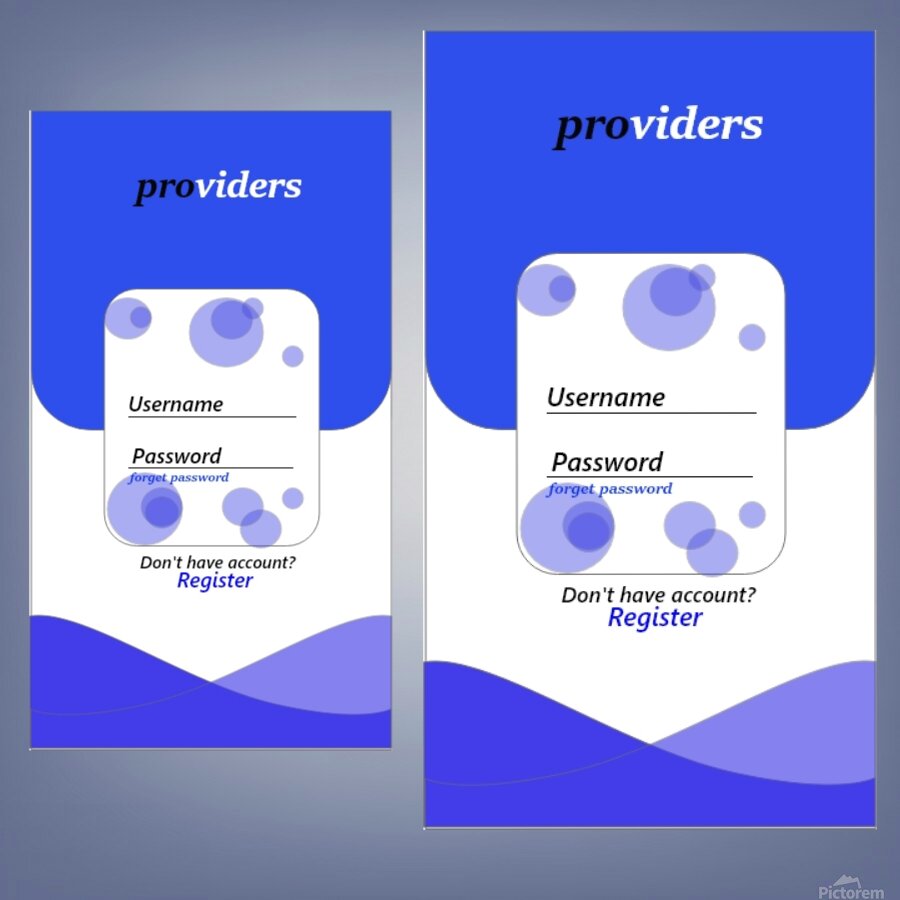 providers
Username
Password
forget password
Don't have account?
Register
providers
Username
Password
forget password
Don't have account?
Register
Pictorem